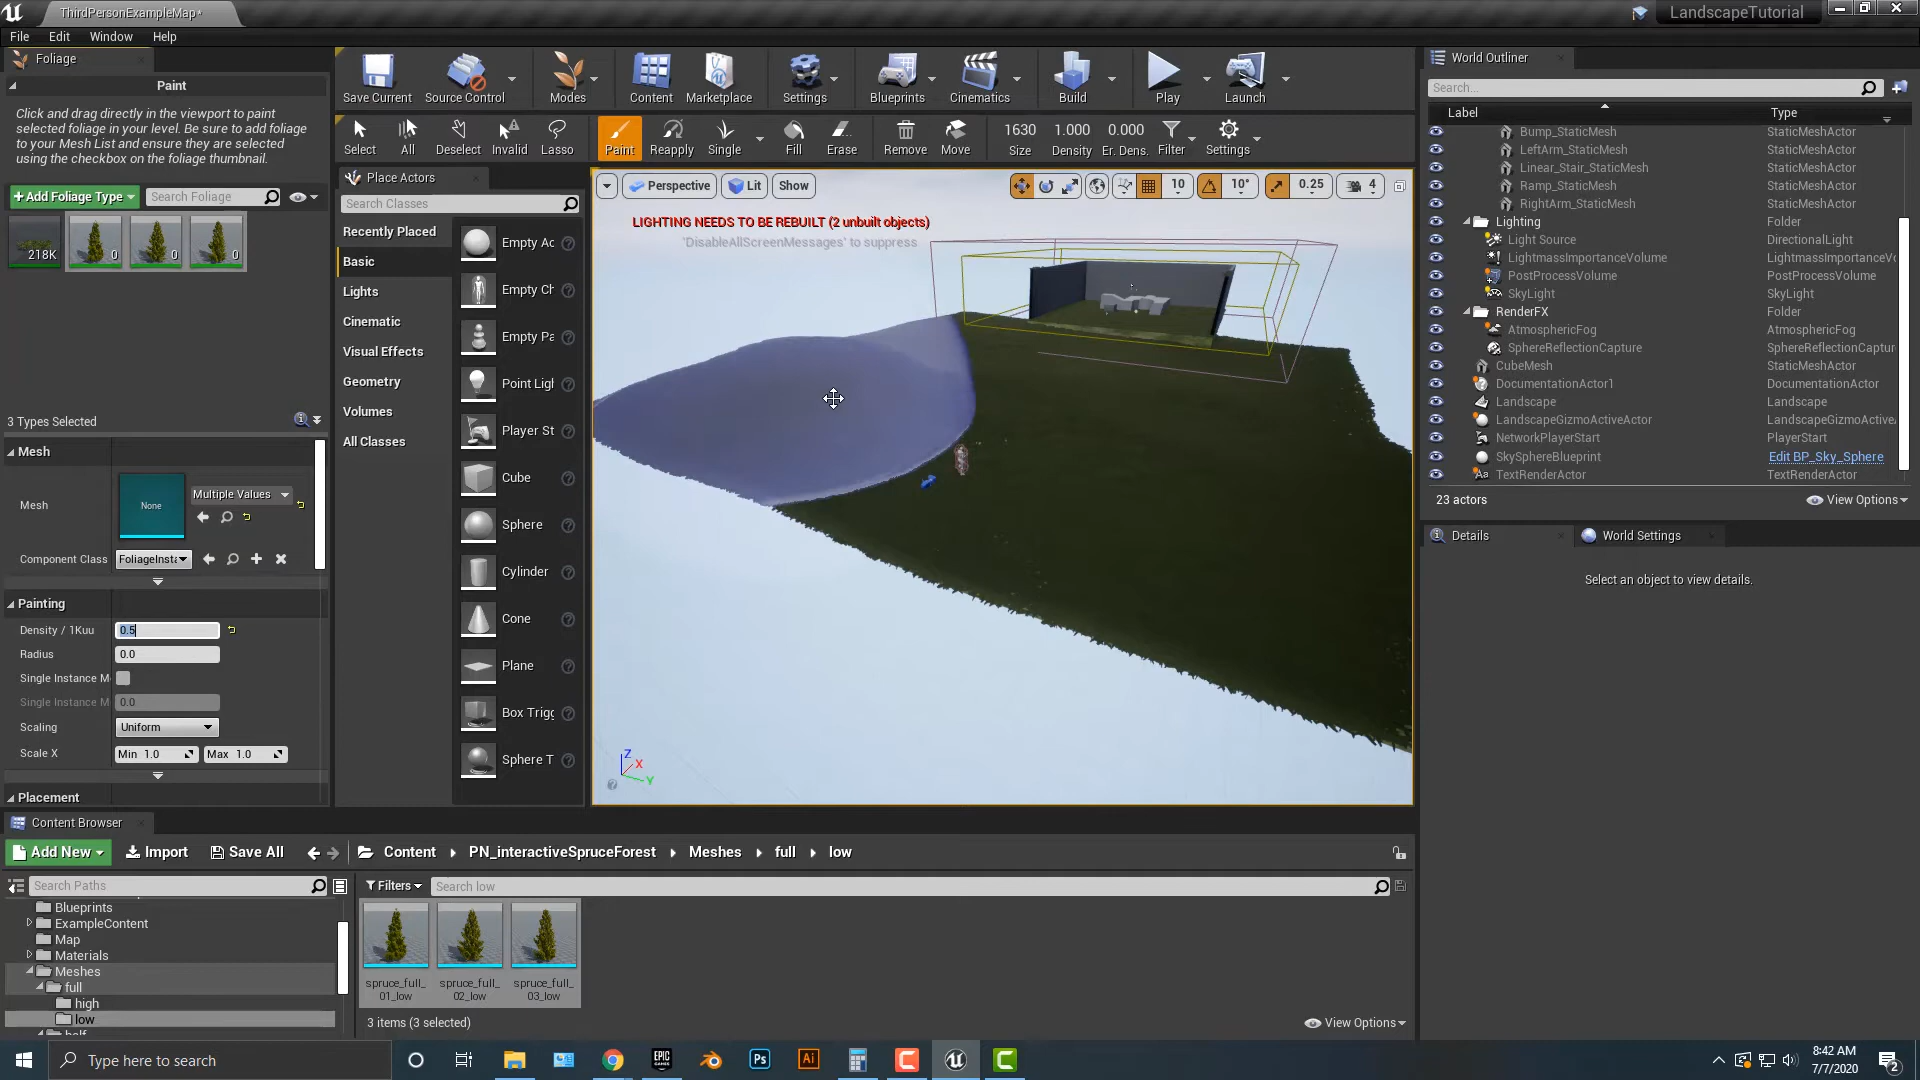 ThirdPersonExampleMap*
LandscapeTutorial
File Edit Window Help
Foliage
Paint
Click and drag directly in the viewport to paint
selected foliage in your level. Be sure to add foliage
to your Mesh List and ensure they are selected
using the checkbox on the foliage thumbnail.
+Add Foliage Type
Search Foliage
218K 0 0 0
3 Types Selected
Mesh
Mesh
None
Multiple Values
Component Class
FoliageInsta
Painting
Density / 1Kuu 0.5
Radius 0.0
Single Instance M
Single Instance M 0.0
Scaling Uniform
Scale X Min 1.0 Max 1.0
Placement
Save Current
Source Control
Modes
Content
Marketplace
Settings
Blueprints
Cinematics
Build
Play
Launch
Select
All
Deselect
Invalid
Lasso
Paint
Reapply
Single
Fill
Erase
Remove
Move
1630 Size
1.000 Density
0.000 Er. Dens.
Filter
Settings
Place Actors
Search Classes
Recently Placed
Basic
Lights
Cinematic
Visual Effects
Geometry
Volumes
All Classes
Empty Ac
Empty Ch
Empty Pa
Point Ligh
Player St
Cube
Sphere
Cylinder
Cone
Plane
Box Trigg
Sphere T
Perspective
Lit
Show
10
10°
0.25
4
LIGHTING NEEDS TO BE REBUILT (2 unbuilt objects)
'DisableAllScreenMessages' to suppress
Z
X
Y
World Outliner
Search...
Label Type
Bump_StaticMesh StaticMeshActor
LeftArm_StaticMesh StaticMeshActor
Linear_Stair_StaticMesh StaticMeshActor
Ramp_StaticMesh StaticMeshActor
RightArm_StaticMesh StaticMeshActor
Lighting Folder
Light Source DirectionalLight
LightmassImportanceVolume LightmassImportanceVo
PostProcessVolume PostProcessVolume
SkyLight SkyLight
RenderFX Folder
AtmosphericFog AtmosphericFog
SphereReflectionCapture SphereReflectionCaptur
CubeMesh StaticMeshActor
DocumentationActor1 DocumentationActor
Landscape Landscape
LandscapeGizmoActiveActor LandscapeGizmoActive
NetworkPlayerStart PlayerStart
SkySphereBlueprint Edit BP_Sky_Sphere
TextRenderActor TextRenderActor
23 actors
View Options
Details
World Settings
Select an object to view details.
Content Browser
Add New
Import
Save All
Content
PN_interactiveSpruceForest
Meshes
full
low
Search Paths
Filters
Search low
Blueprints
ExampleContent
Map
Materials
Meshes
full
high
low
half
spruce_full_
01_low
spruce_full_
02_low
spruce_full_
03_low
3 items (3 selected)
View Options
Type here to search
EPIC
GAMES
Ps
Ai
8:42 AM
7/7/2020
2